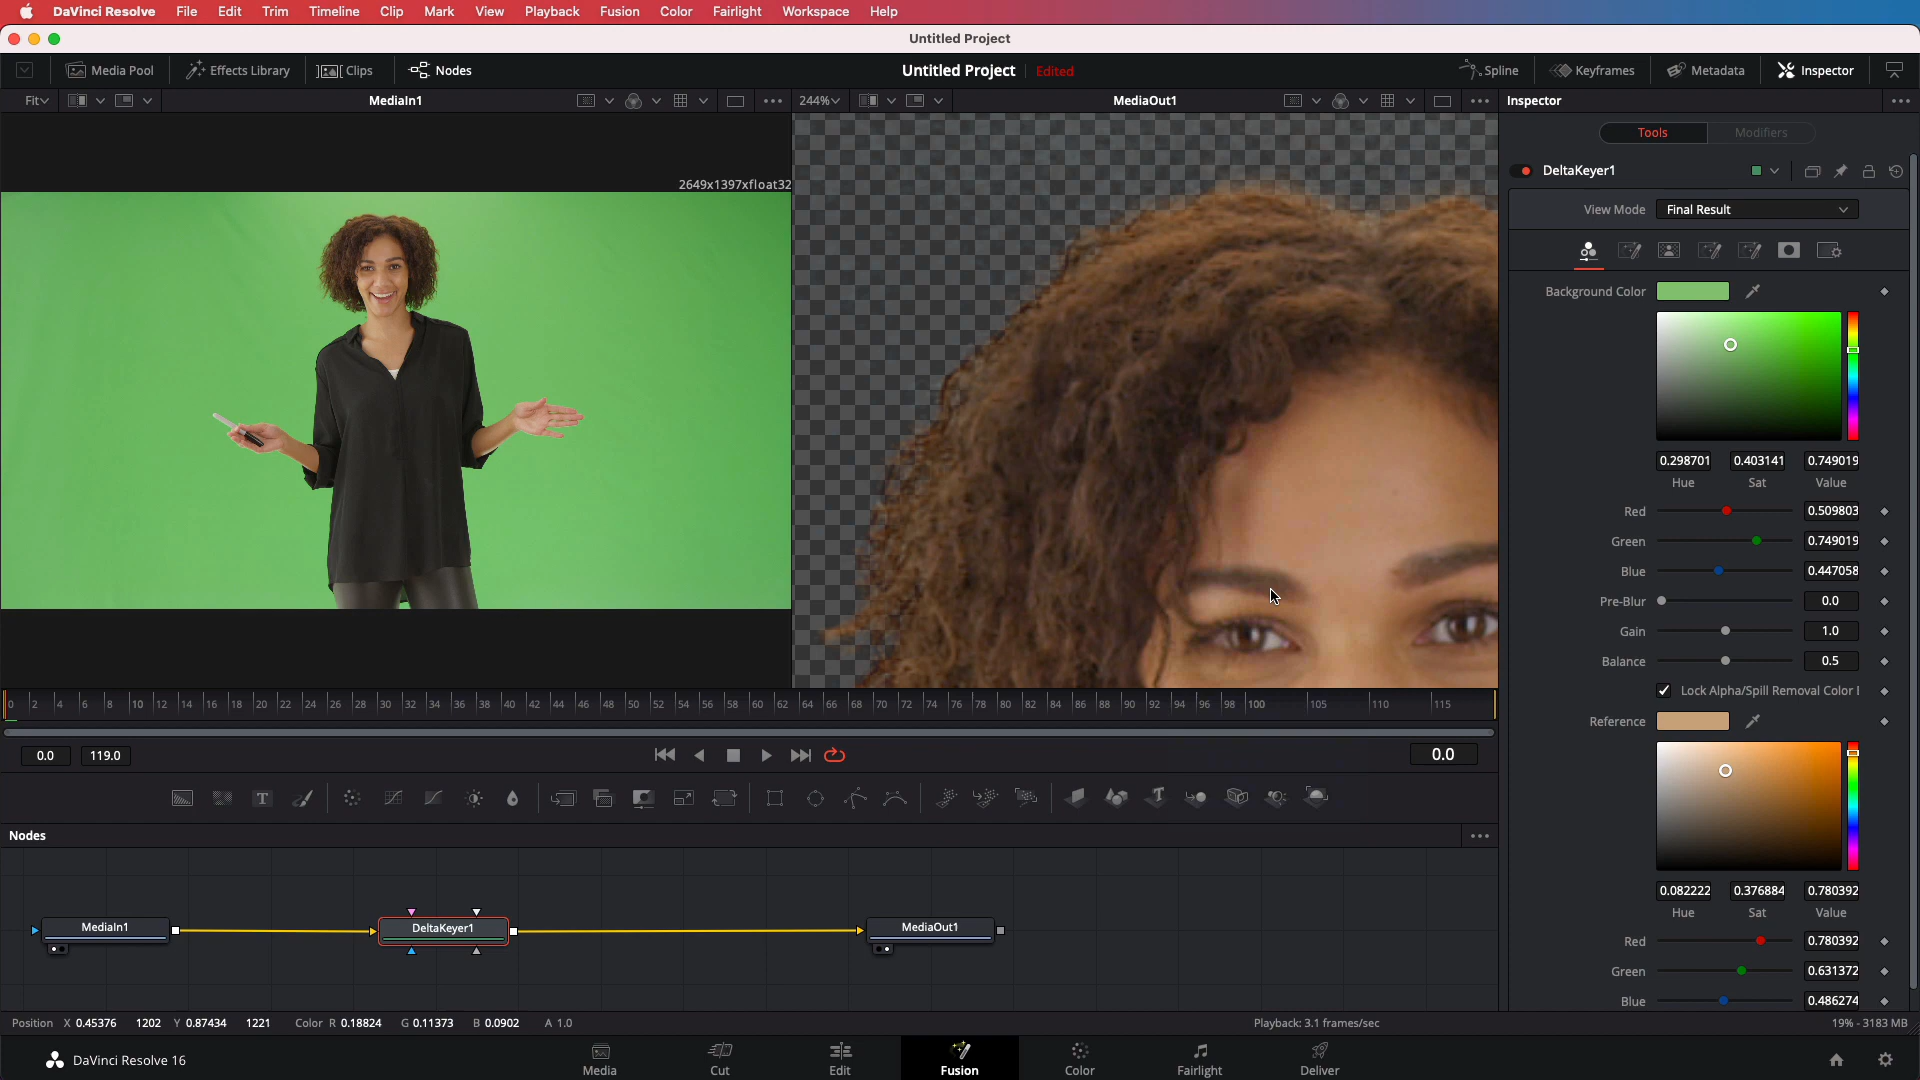 DaVinci Resolve File Edit Trim Timeline Clip Mark View Playback Fusion Color Fairlight Workspace Help
Untitled Project
Media Pool Effects Library Clips Nodes Untitled Project Edited Spline Keyframes Metadata Inspector
Fit MediaIn1 244% MediaOut1 Inspector
Tools Modifiers
DeltaKeyer1
2649x1397xfloat32
View Mode Final Result
Background Color
0.298701 0.403141 0.749019
Hue Sat Value
Red 0.509803
Green 0.749019
Blue 0.447058
Pre-Blur 0.0
Gain 1.0
Balance 0.5
Lock Alpha/Spill Removal Color I
Reference
0 2 4 6 8 10 12 14 16 18 20 22 24 26 28 30 32 34 36 38 40 42 44 46 48 50 52 54 56 58 60 62 64 66 68 70 72 74 76 78 80 82 84 86 88 90 92 94 96 98 100 105 110 115
0.0 119.0 0.0
T
Nodes
0.082222 0.376884 0.780392
Hue Sat Value
MediaIn1 DeltaKeyer1 MediaOut1
Red 0.780392
Green 0.631372
Blue 0.486274
Position X 0.45376 1202 Y 0.87434 1221 Color R 0.18824 G 0.11373 B 0.0902 A 1.0 Playback: 3.1 frames/sec 19% - 3183 MB
DaVinci Resolve 16 Media Cut Edit Fusion Color Fairlight Deliver